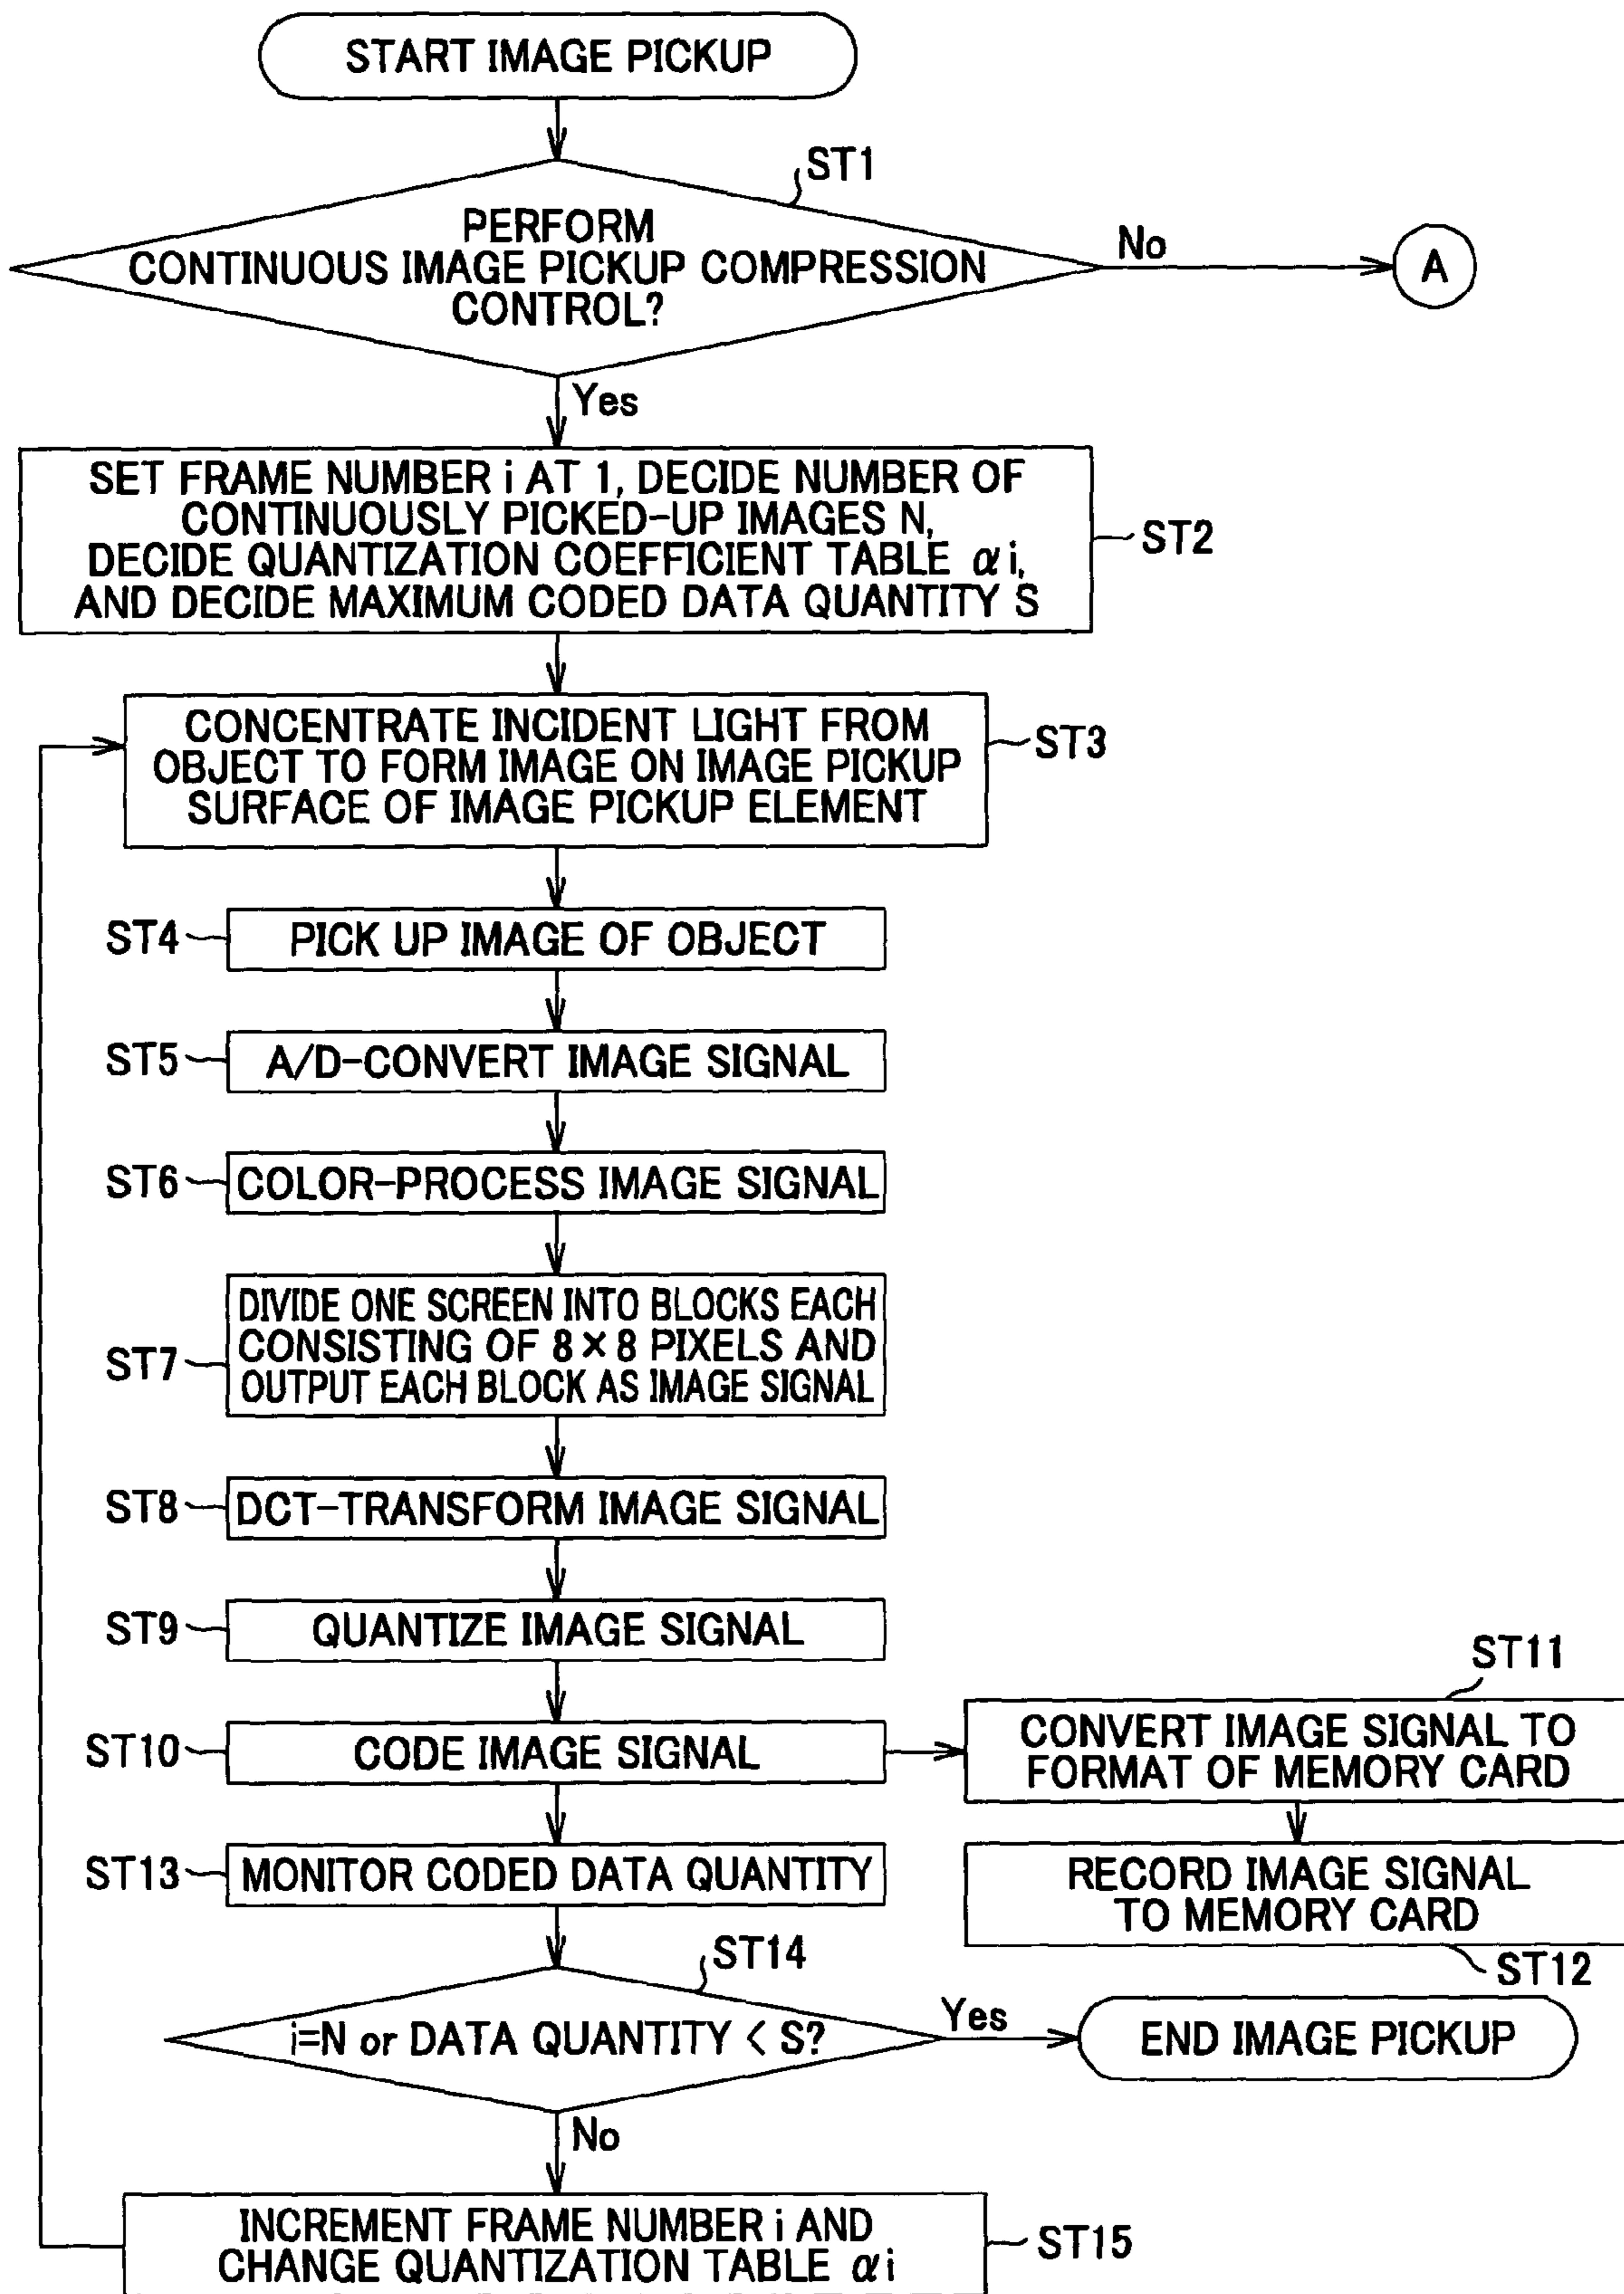 START IMAGE PICKUP
ST1
PERFORM
CONTINUOUS IMAGE PICKUP COMPRESSION
CONTROL?
No
A
Yes
SET FRAME NUMBER i AT 1, DECIDE NUMBER OF
CONTINUOUSLY PICKED-UP IMAGES N,
DECIDE QUANTIZATION COEFFICIENT TABLE αi,
AND DECIDE MAXIMUM CODED DATA QUANTITY S
ST2
CONCENTRATE INCIDENT LIGHT FROM
OBJECT TO FORM IMAGE ON IMAGE PICKUP
SURFACE OF IMAGE PICKUP ELEMENT
ST3
ST4
PICK UP IMAGE OF OBJECT
ST5
A/D-CONVERT IMAGE SIGNAL
ST6
COLOR-PROCESS IMAGE SIGNAL
ST7
DIVIDE ONE SCREEN INTO BLOCKS EACH
CONSISTING OF 8×8 PIXELS AND
OUTPUT EACH BLOCK AS IMAGE SIGNAL
ST8
DCT-TRANSFORM IMAGE SIGNAL
ST9
QUANTIZE IMAGE SIGNAL
ST10
CODE IMAGE SIGNAL
ST11
CONVERT IMAGE SIGNAL TO
FORMAT OF MEMORY CARD
RECORD IMAGE SIGNAL
TO MEMORY CARD
ST12
ST13
MONITOR CODED DATA QUANTITY
ST14
i=N or DATA QUANTITY < S?
Yes
END IMAGE PICKUP
No
INCREMENT FRAME NUMBER i AND
CHANGE QUANTIZATION TABLE αi
ST15